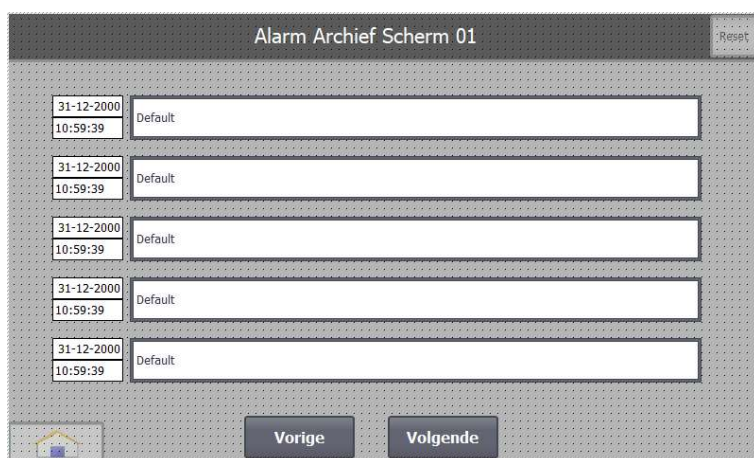 Alarm Archief Scherm 01
Reset
31-12-2000
10:59:39
Default
31-12-2000
10:59:39
Default
31-12-2000
10:59:39
Default
31-12-2000
10:59:39
Default
31-12-2000
10:59:39
Default
Vorige
Volgende